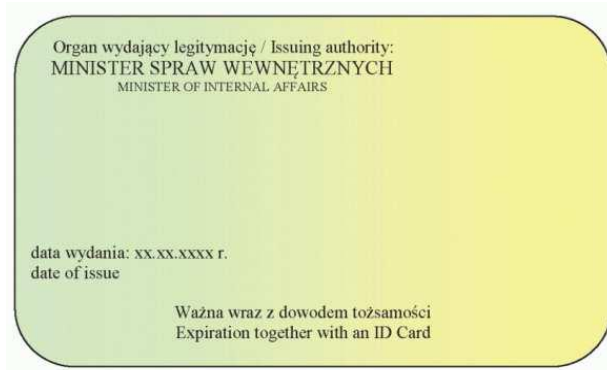 Organ wydający legitymację / Issuing authority:
MINISTER SPRAW WEWNĘTRZNYCH
MINISTER OF INTERNAL AFFAIRS
data wydania: xx.xx.xxxx r.
date of issue
Ważna wraz z dowodem tożsamości
Expiration together with an ID Card